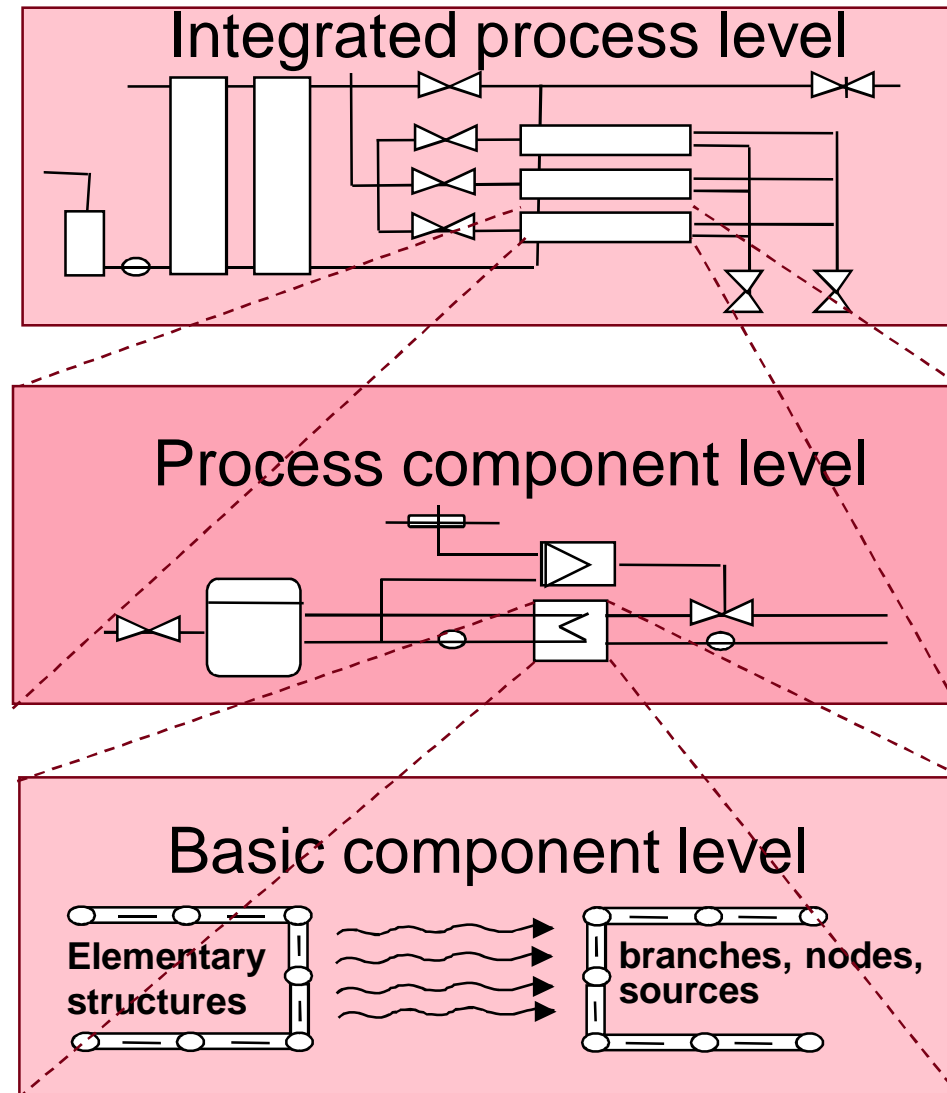 Integrated process level
Process component level
Basic component level
Elementary
structures
branches, nodes,
sources